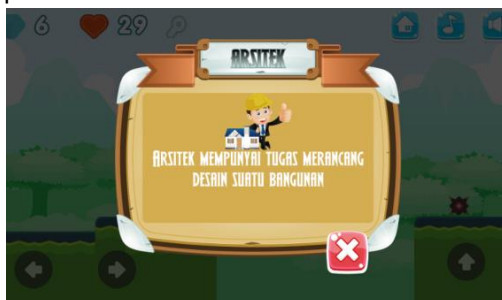 6 29
ARSITEK
ARSITEK MEMPUNYAI TUGAS MERANCANG
DESAIN SUATU BANGUNAN